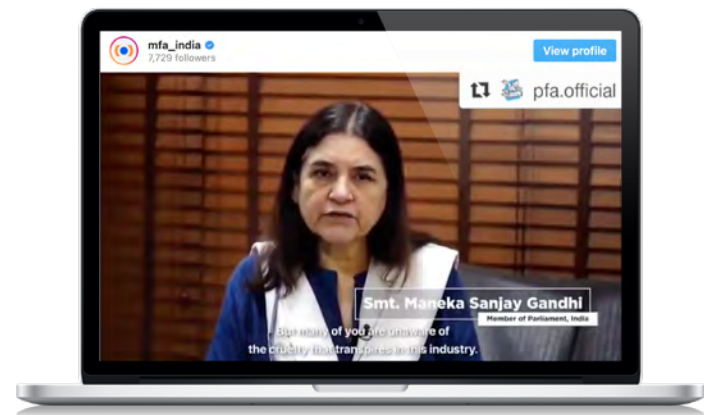 mfa_india
7,729 followers
View profile
pfa.official
Smt. Maneka Sanjay Gandhi
Member of Parliament, India
But many of you are unaware of
the cruelty that transpires in this industry.